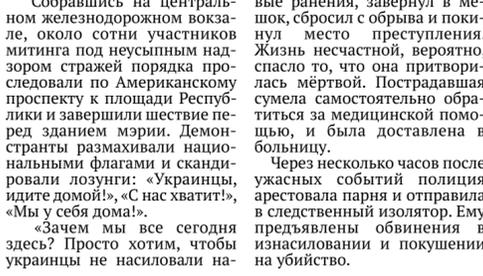 Собравшись на централь-
ном железнодорожном вокза-
ле, около сотни участников
митинга под неусыпным над-
зором стражей порядка про-
следовали по Американскому
проспекту к площади Респуб-
лики и завершили шествие пе-
ред зданием мэрии. Демон-
странты размахивали нацио-
нальными флагами и сканди-
ровали лозунги: «Украинцы,
идите домой!», «С нас хватит!»,
«Мы у себя дома!».
«Зачем мы все сегодня
здесь? Просто хотим, чтобы
украинцы не насиловали на-
вые ранения, завернул в ме-
шок, сбросил с обрыва и поки-
нул место преступления.
Жизнь несчастной, вероятно,
спасло то, что она притвори-
лась мёртвой. Пострадавшая
сумела самостоятельно обра-
титься за медицинской помо-
щью, и была доставлена в
больницу.
Через несколько часов после
ужасных событий полиция
арестовала парня и отправила
в следственный изолятор. Ему
предъявлены обвинения в
изнасиловании и покушении
на убийство.